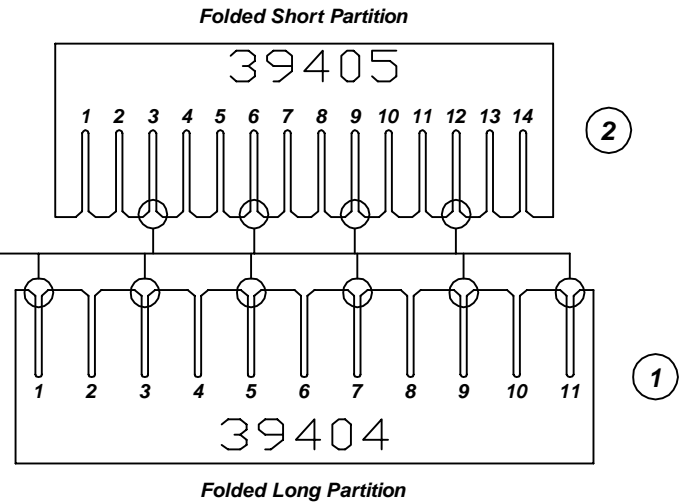 Folded Short Partition
39405
1 2 3 4 5 6 7 8 9 10 11 12 13 14
2
1
1 2 3 4 5 6 7 8 9 10 11
39404
Folded Long Partition